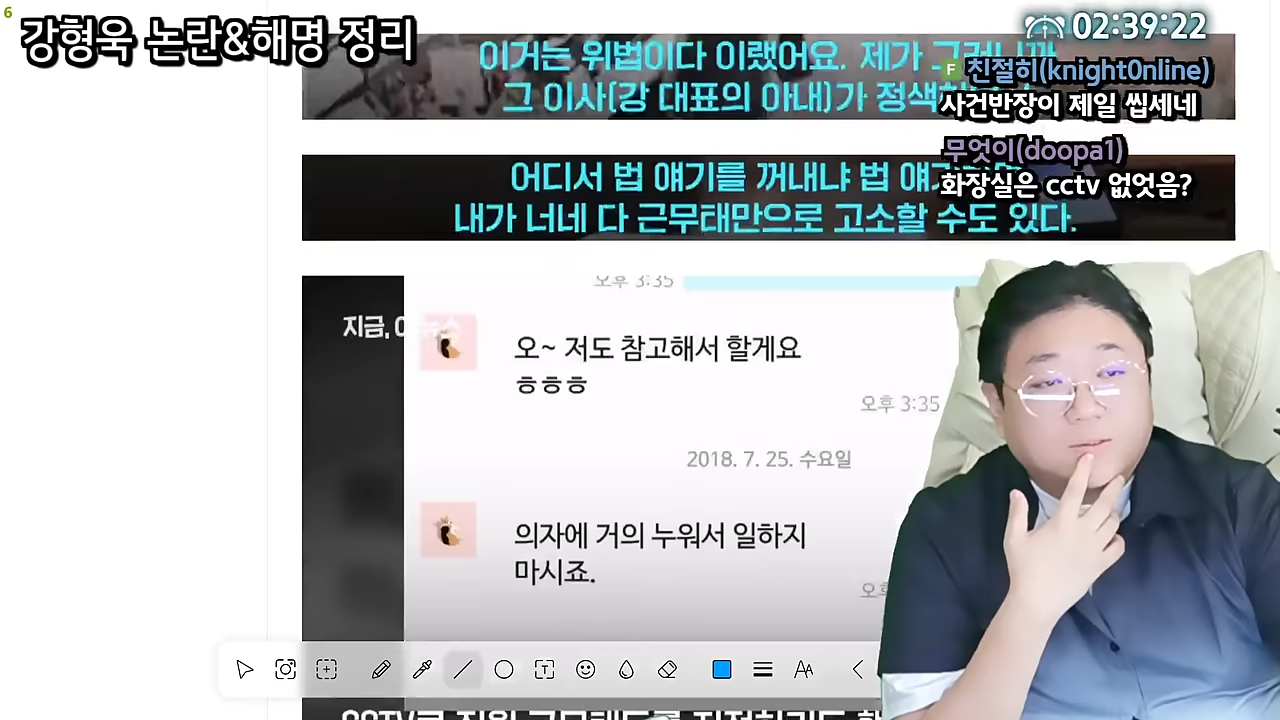 6
강형욱 논란&해명 정리
02:39:22
이거는 위법이다 이랬어요. 제가
그 이사(강 대표의 아내)가 정색
F 친절히(knight0nline)
사건반장이 제일 씹세네
무엇이(doopa1)
화장실은 cctv 없엇음?
어디서 법 얘기를 꺼내냐 법
내가 너네 다 근무태만으로 고소할 수도 있다.
오후 3:35
지금,
오~ 저도 참고해서 할게요
ㅎㅎㅎ
오후 3:35
2018. 7. 25. 수요일
의자에 거의 누워서 일하지
마시죠.